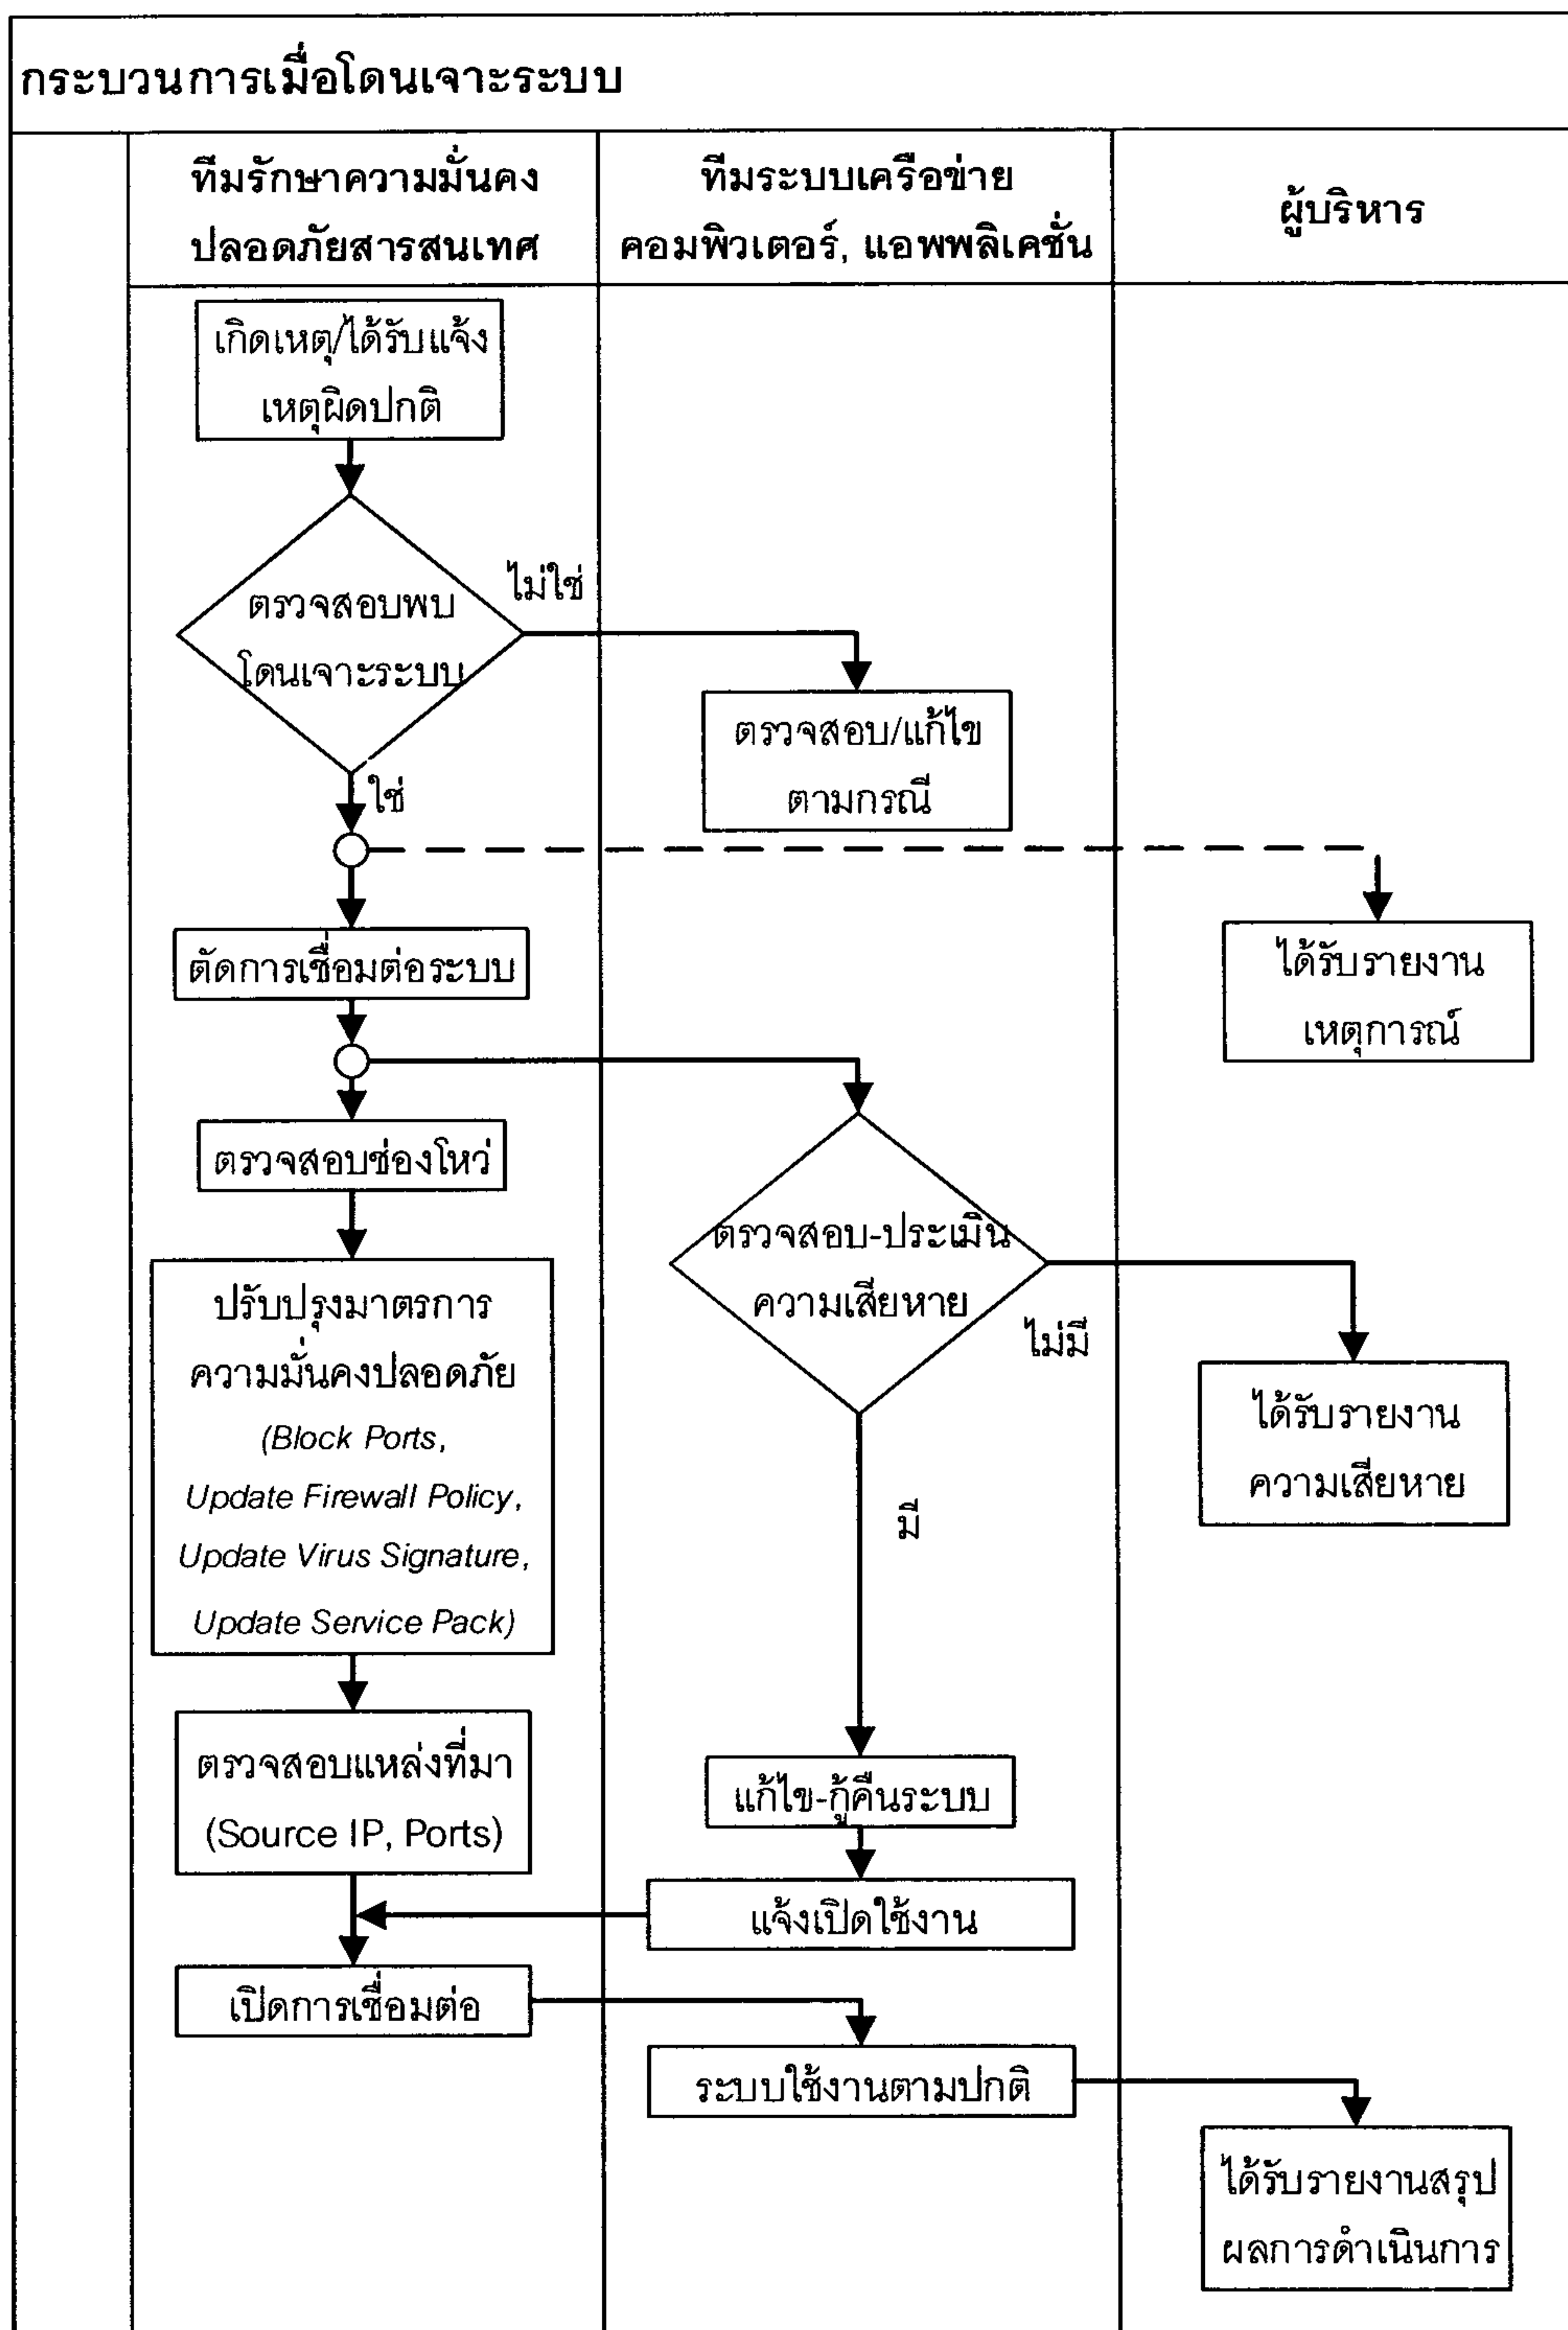 กระบวนการเมื่อโดนเจาะระบบ
ทีมรักษาความมั่นคง
ปลอดภัยสารสนเทศ
ทีมระบบเครือข่าย
คอมพิวเตอร์, แอพพลิเคชั่น
ผู้บริหาร
เกิดเหตุ/ได้รับแจ้ง
เหตุผิดปกติ
ตรวจสอบพบ
โดนเจาะระบบ
ไม่ใช่
ตรวจสอบ/แก้ไข
ตามกรณี
ใช่
ได้รับรายงาน
เหตุการณ์
ตัดการเชื่อมต่อระบบ
ตรวจสอบช่องโหว่
ตรวจสอบ-ประเมิน
ความเสียหาย
ไม่มี
ได้รับรายงาน
ความเสียหาย
มี
ปรับปรุงมาตรการ
ความมั่นคงปลอดภัย
(Block Ports,
Update Firewall Policy,
Update Virus Signature,
Update Service Pack)
ตรวจสอบแหล่งที่มา
(Source IP, Ports)
แก้ไข-กู้คืนระบบ
แจ้งเปิดใช้งาน
เปิดการเชื่อมต่อ
ระบบใช้งานตามปกติ
ได้รับรายงานสรุป
ผลการดำเนินการ